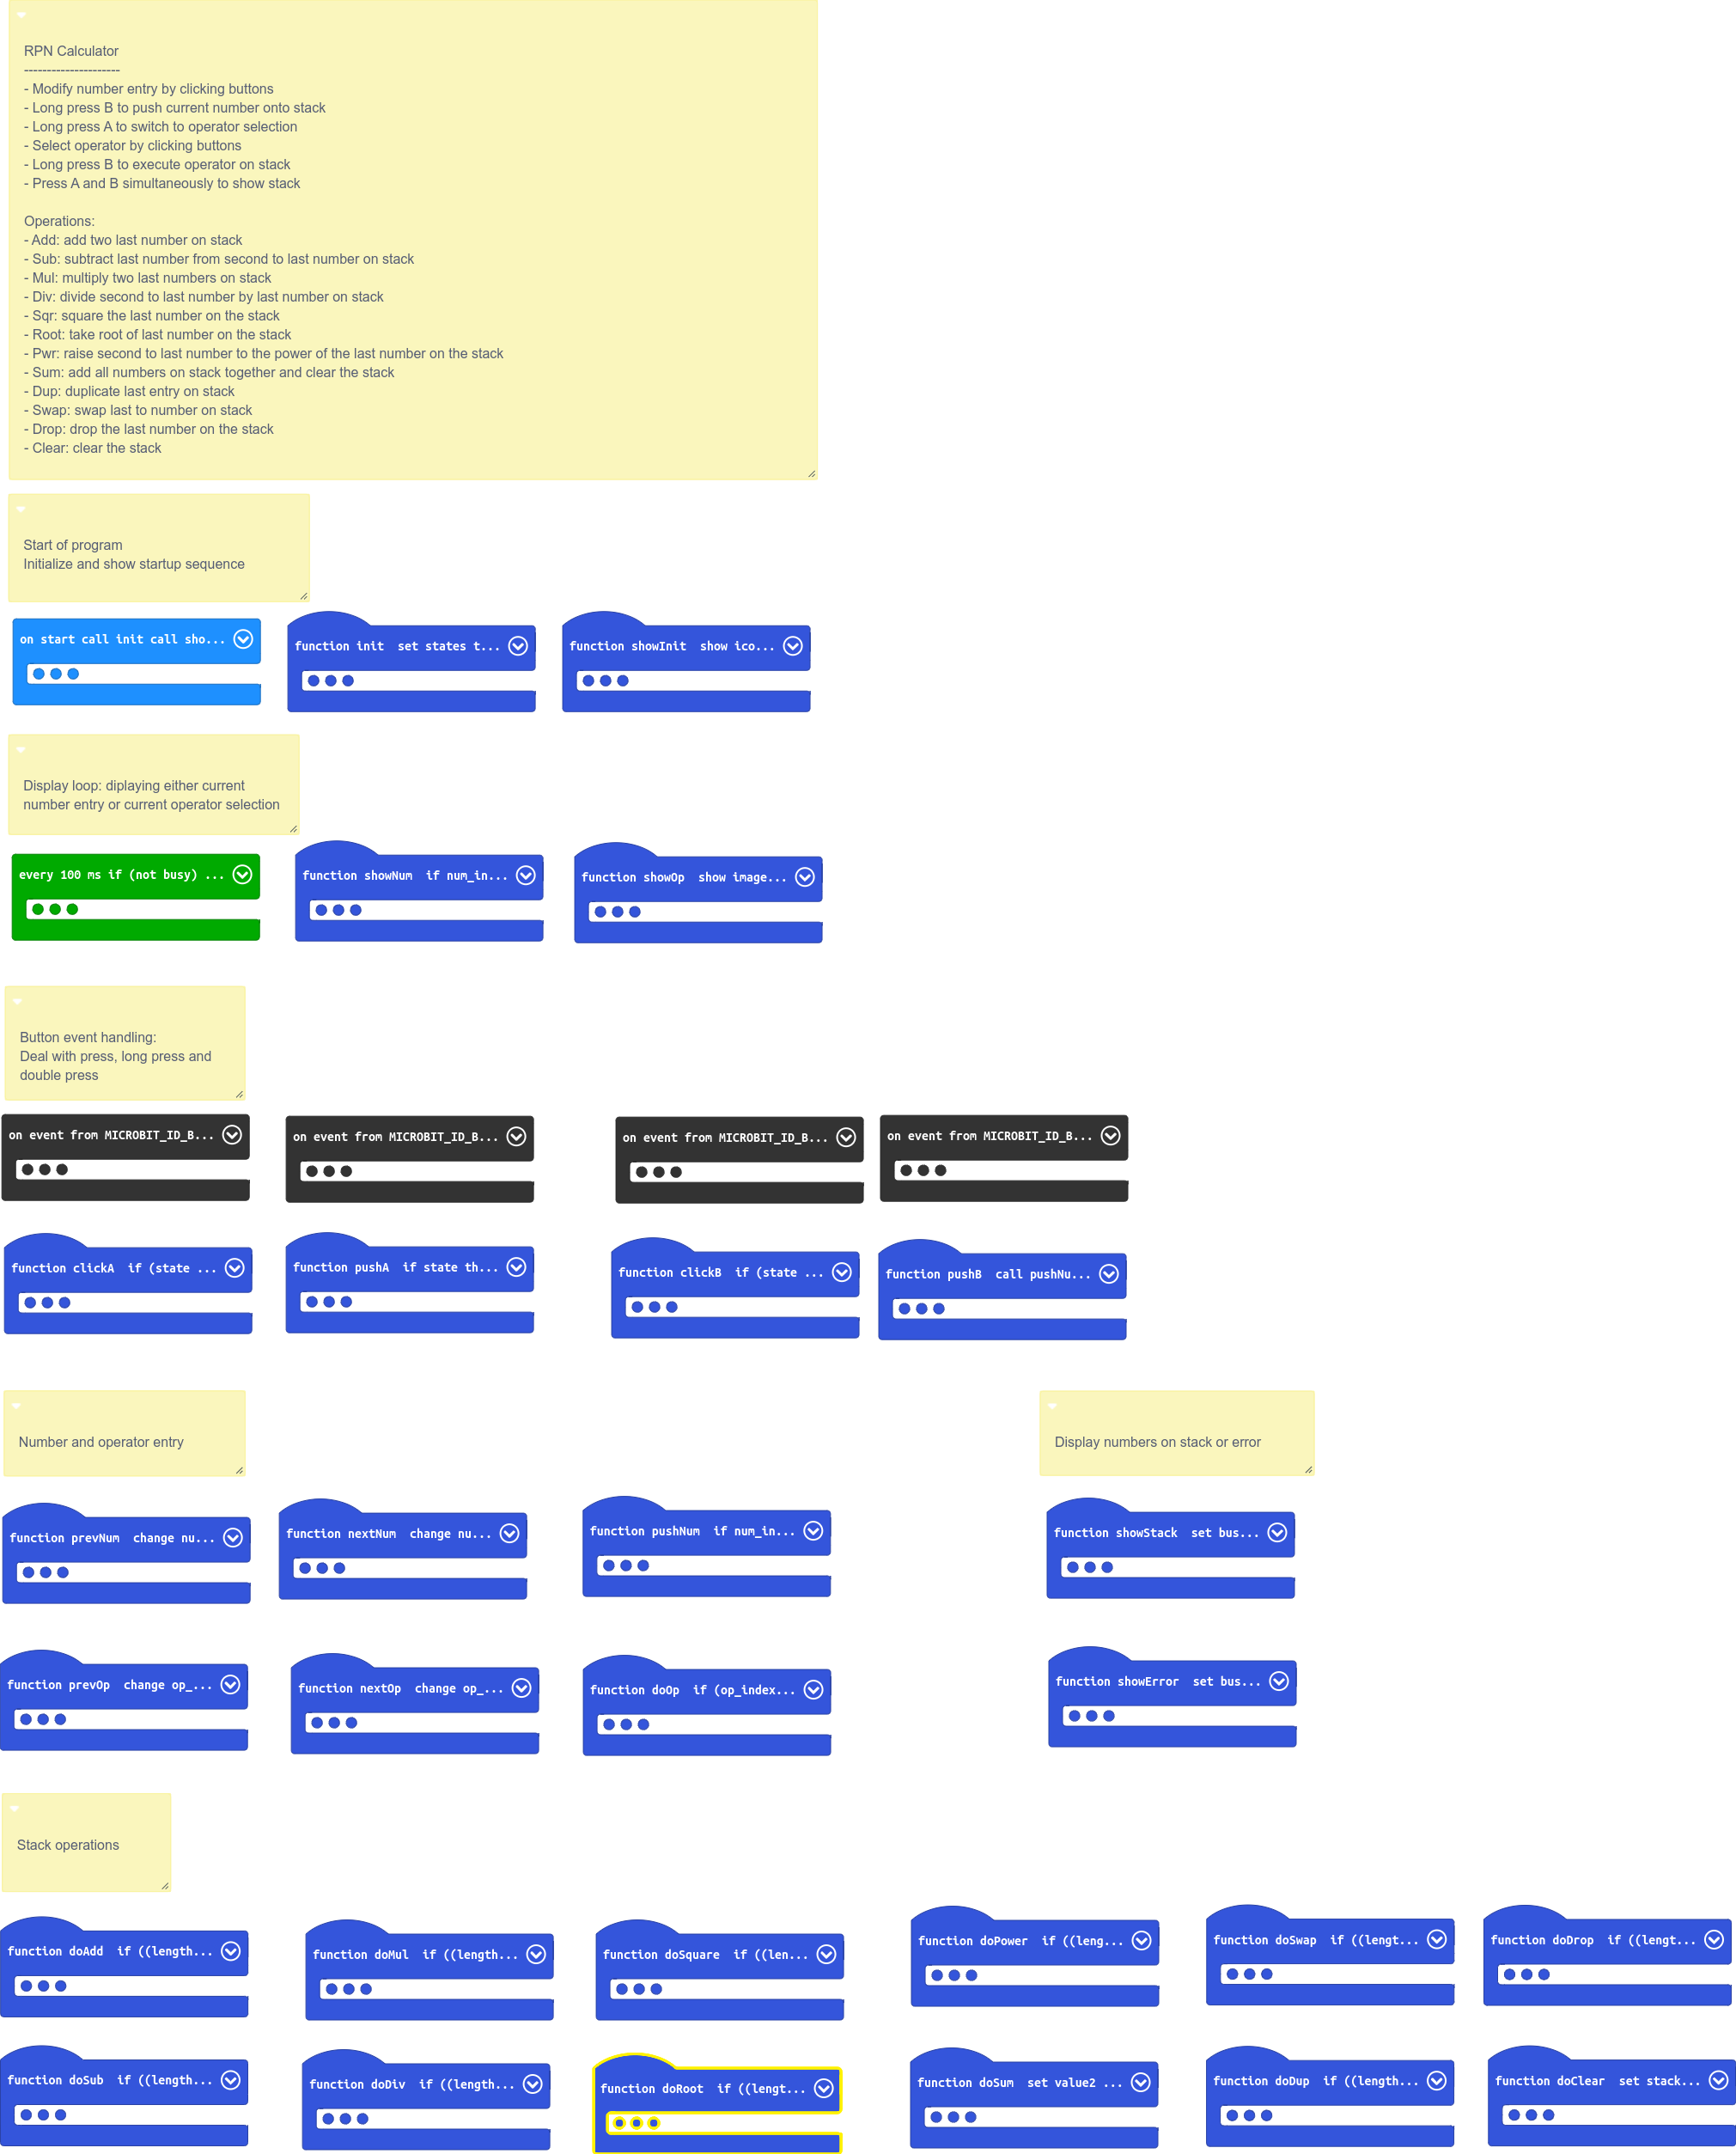 RPN Calculator
---------------------
- Modify number entry by clicking buttons
- Long press B to push current number onto stack
- Long press A to switch to operator selection
- Select operator by clicking buttons
- Long press B to execute operator on stack
- Press A and B simultaneously to show stack
Operations:
- Add: add two last number on stack
- Sub: subtract last number from second to last number on stack
- Mul: multiply two last numbers on stack
- Div: divide second to last number by last number on stack
- Sqr: square the last number on the stack
- Root: take root of last number on the stack
- Pwr: raise second to last number to the power of the last number on the stack
- Sum: add all numbers on stack together and clear the stack
- Dup: duplicate last entry on stack
- Swap: swap last to number on stack
- Drop: drop the last number on the stack
- Clear: clear the stack
Start of program
Initialize and show startup sequence
on start call init call sho...
function init  set states t...
function showInit  show ico...
Display loop: diplaying either current
number entry or current operator selection
every 100 ms if (not busy) ...
function showNum  if num_in...
function showOp  show image...
Button event handling:
Deal with press, long press and
double press
on event from MICROBIT_ID_B...
on event from MICROBIT_ID_B...
on event from MICROBIT_ID_B...
on event from MICROBIT_ID_B...
function clickA  if (state ...
function pushA  if state th...
function clickB  if (state ...
function pushB  call pushNu...
Number and operator entry
Display numbers on stack or error
function prevNum  change nu...
function nextNum  change nu...
function pushNum  if num_in...
function showStack  set bus...
function prevOp  change op_...
function nextOp  change op_...
function doOp  if (op_index...
function showError  set bus...
Stack operations
function doAdd  if ((length...
function doMul  if ((length...
function doSquare  if ((len...
function doPower  if ((leng...
function doSwap  if ((lengt...
function doDrop  if ((lengt...
function doSub  if ((length...
function doDiv  if ((length...
function doRoot  if ((lengt...
function doSum  set value2 ...
function doDup  if ((length...
function doClear  set stack...